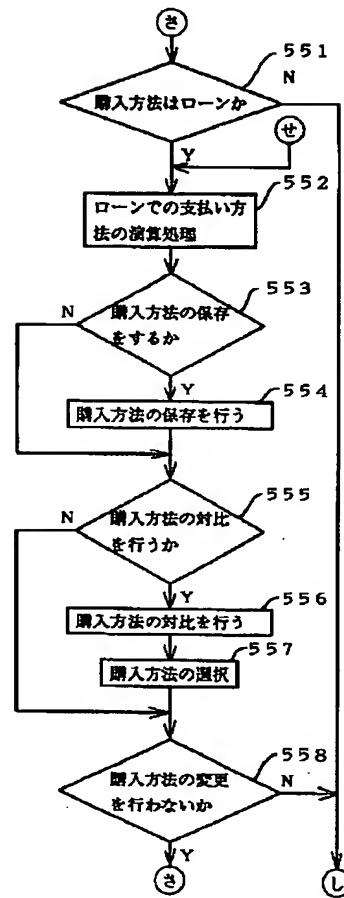 さ
551
購入方法はローンか
N
せ
Y
552
ローンでの支払い方
法の演算処理
553
N
購入方法の保存
をするか
Y
554
購入方法の保存を行う
555
N
購入方法の対比
を行うか
Y
556
購入方法の対比を行う
557
購入方法の選択
558
購入方法の変更
を行わないか
N
Y
さ
し